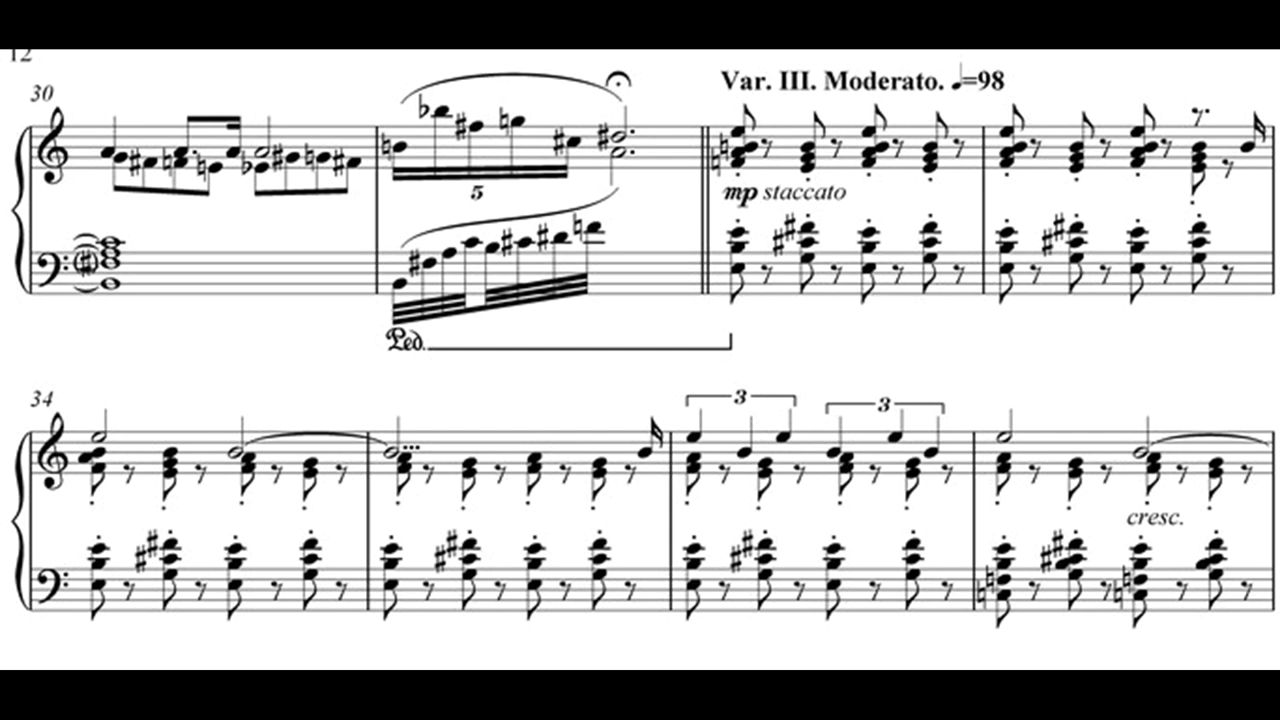 12
30
Var. III. Moderato. ♩=98
5
mp staccato
Ped.
34
3
3
cresc.